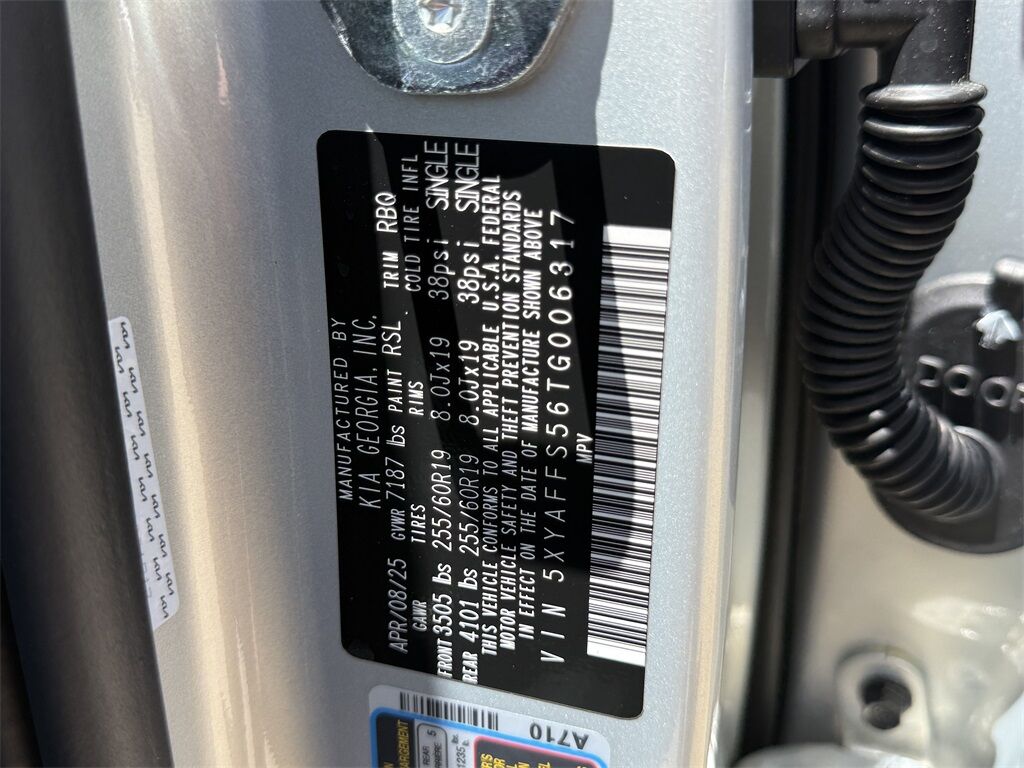 MANUFACTURED BY
KIA GEORGIA, INC.
APR/08/25 GVWR 7187 lbs PAINT RSL TRIM RBQ
GAWR TIRES RIMS COLD TIRE INFL
FRONT 3505 lbs 255/60R19 8.0Jx19 38psi SINGLE
REAR 4101 lbs 255/60R19 8.0Jx19 38psi SINGLE
THIS VEHICLE CONFORMS TO ALL APPLICABLE U.S.A. FEDERAL
MOTOR VEHICLE SAFETY AND THEFT PREVENTION STANDARDS
IN EFFECT ON THE DATE OF MANUFACTURE SHOWN ABOVE
VIN 5XYAFFS56TG006317
MPV
A710
REAR 5
DOOR